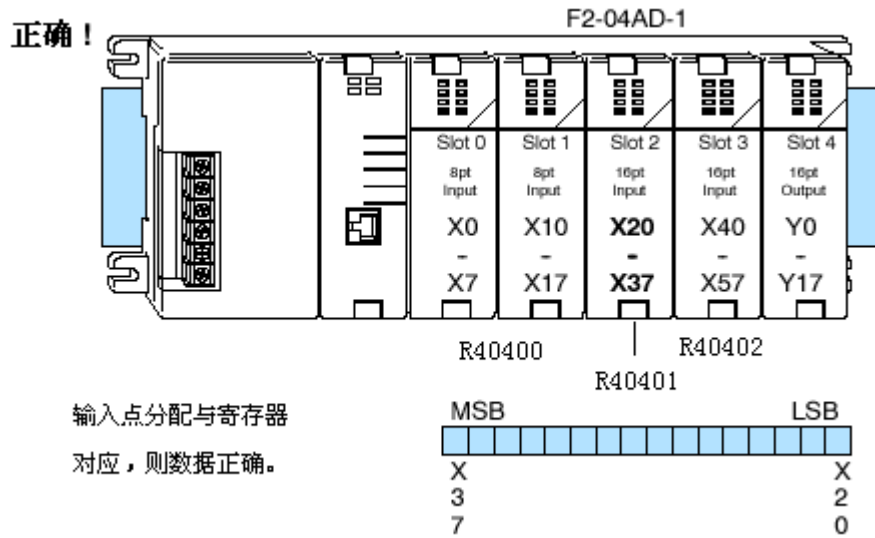 F2-04AD-1
正确！
Slot 0 Slot 1 Slot 2 Slot 3 Slot 4
8pt 8pt 16pt 16pt 16pt
Input Input Input Input Output
X0 X10 X20 X40 Y0
- - - - -
X7 X17 X37 X57 Y17
R40400 R40402
R40401
输入点分配与寄存器
对应，则数据正确。
MSB LSB
X X
3 2
7 0